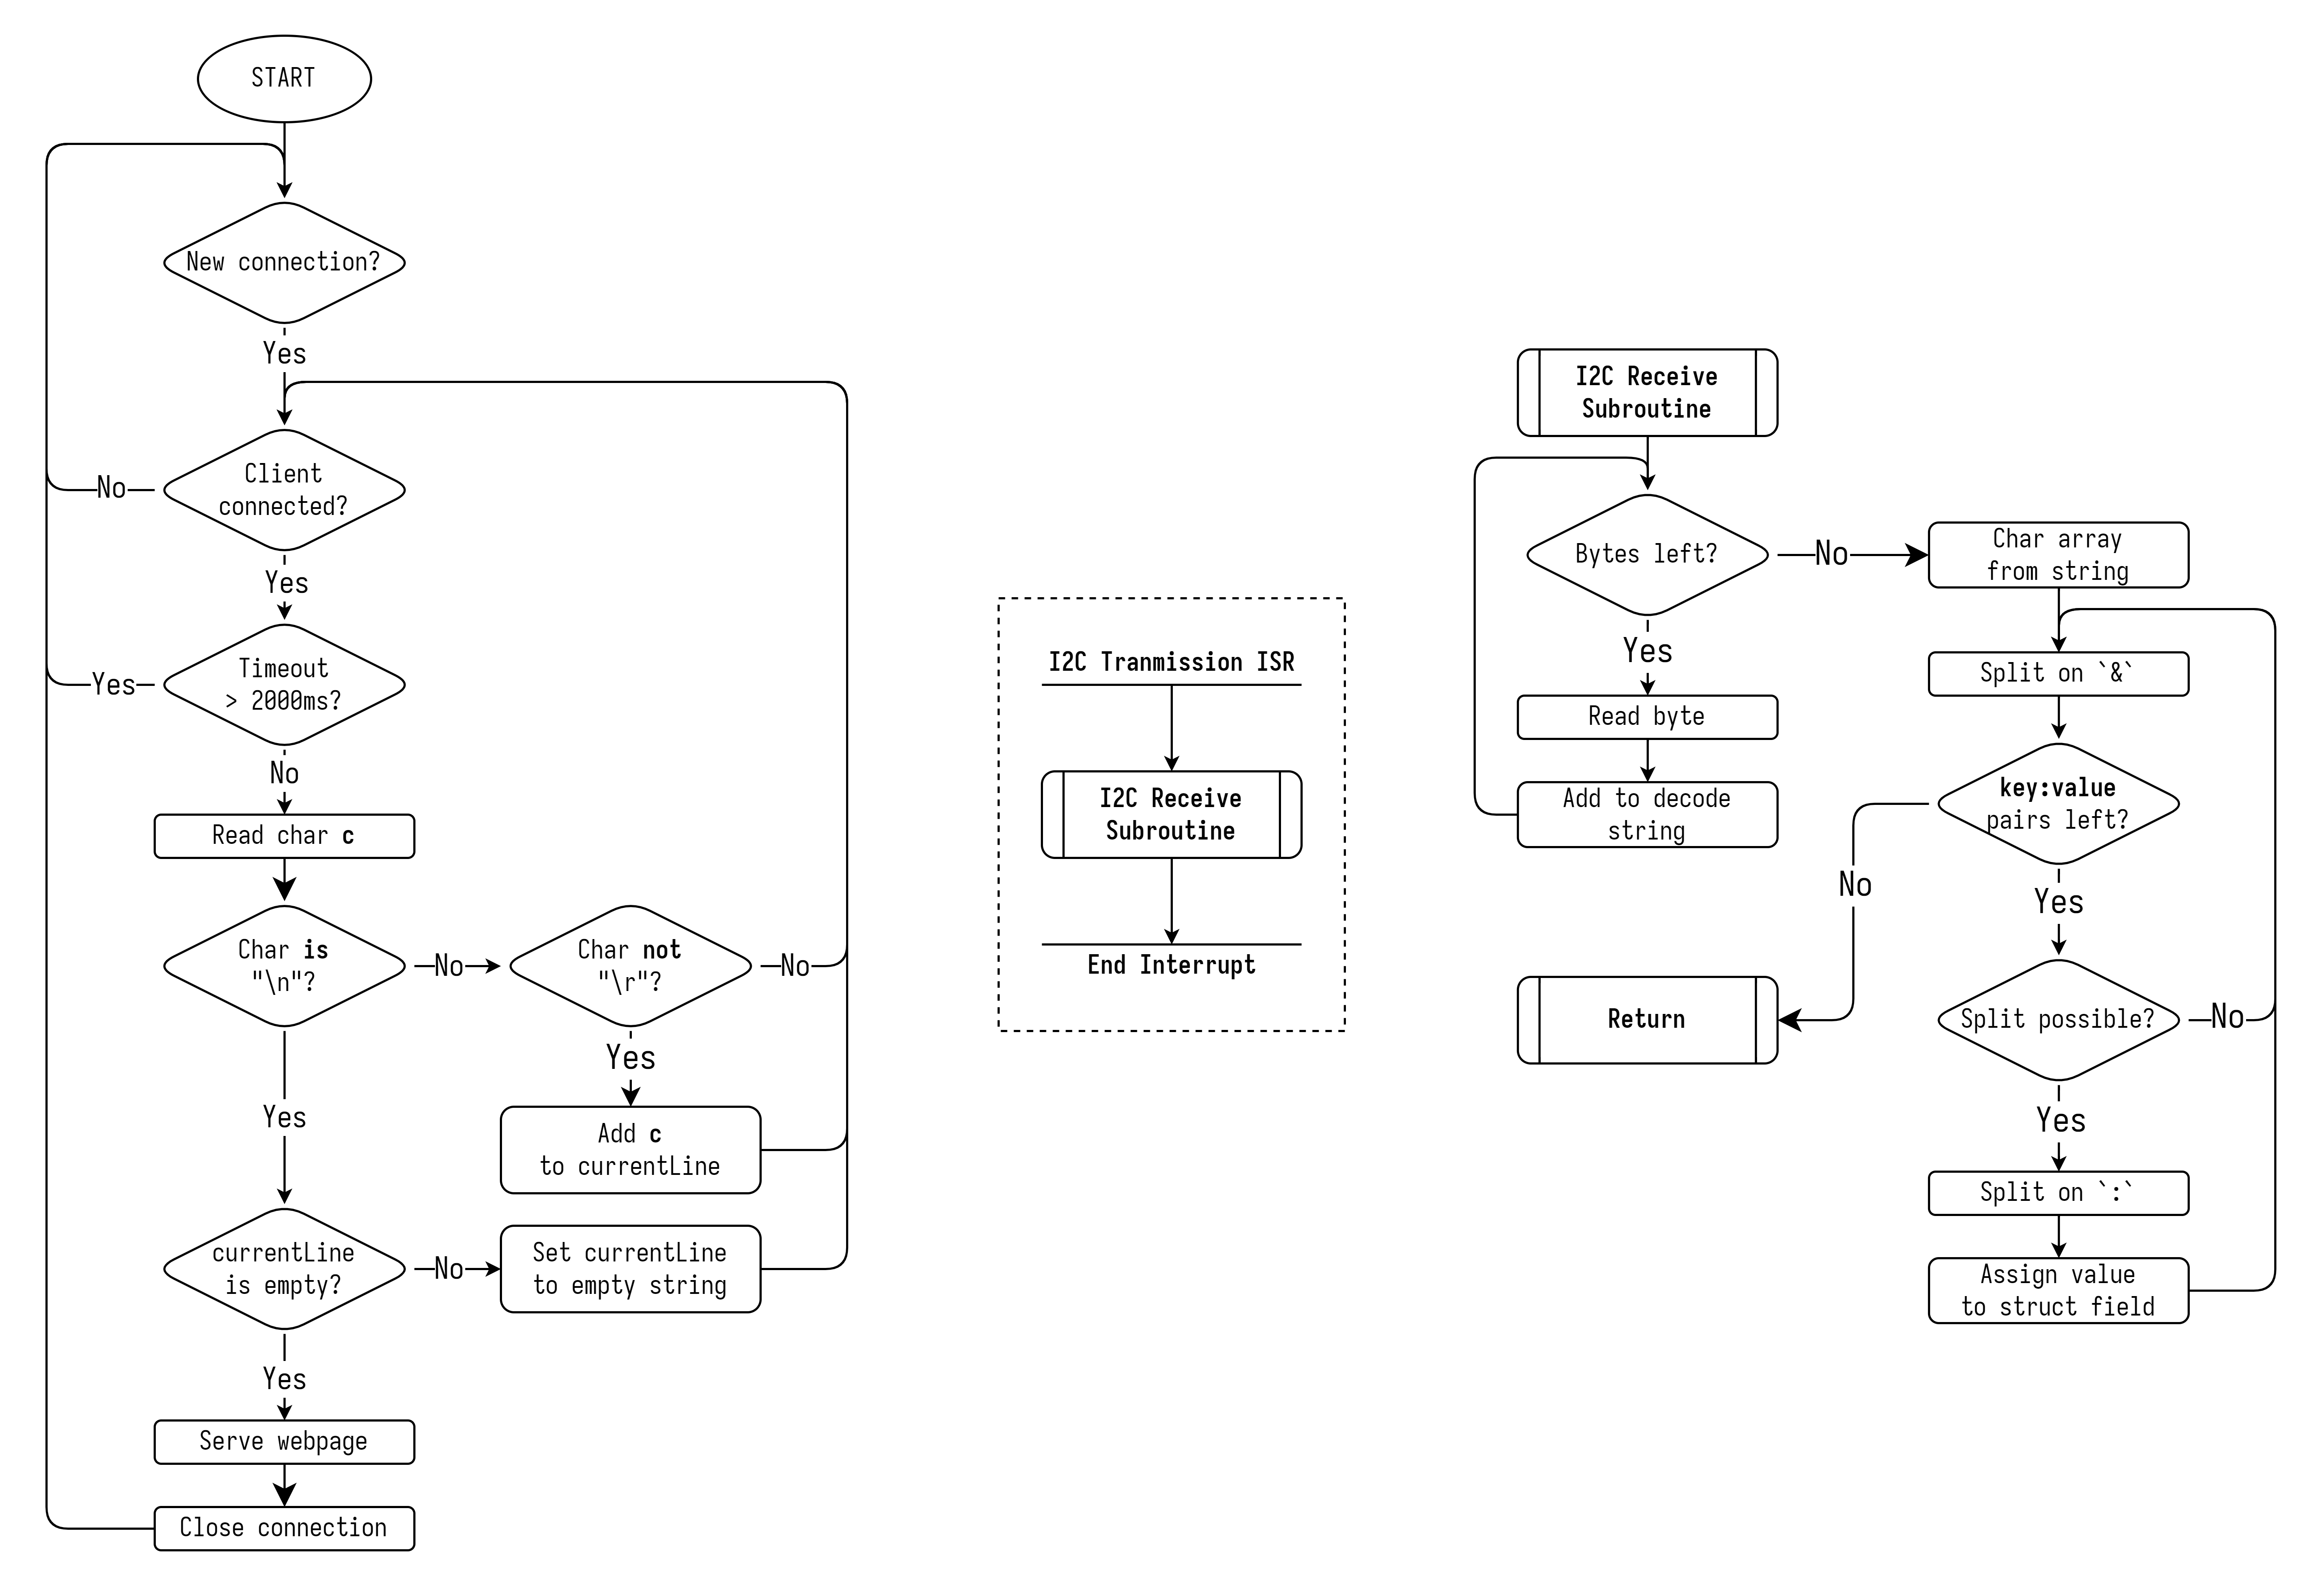 START
New connection?
Yes
Client
connected?
No
Yes
Timeout
> 2000ms?
Yes
No
Read char c
Char is
"\n"?
No
Char not
"\r"?
No
Yes
Add c
to currentLine
Yes
currentLine
is empty?
No
Set currentLine
to empty string
Yes
Serve webpage
Close connection
I2C Tranmission ISR
I2C Receive
Subroutine
End Interrupt
I2C Receive
Subroutine
Bytes left?
No
Yes
Read byte
Add to decode
string
Char array
from string
Split on `&`
key:value
pairs left?
No
Return
Yes
Split possible?
No
Yes
Split on `:`
Assign value
to struct field